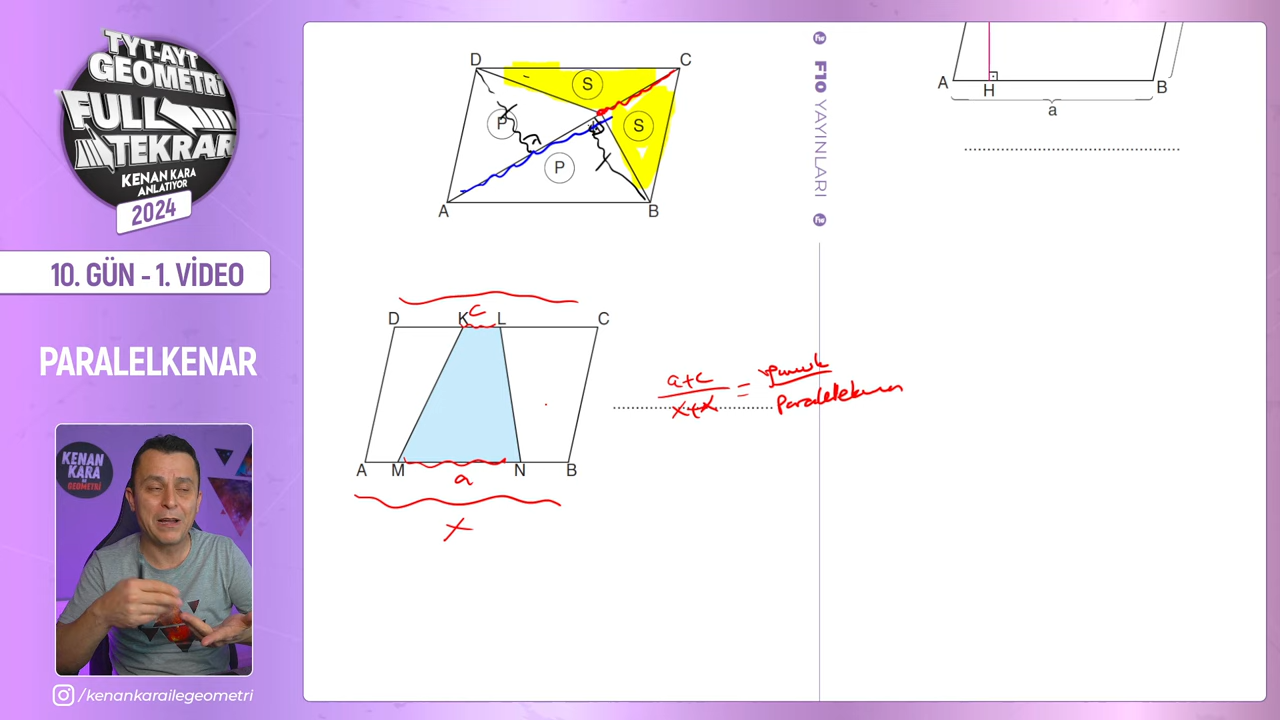 TYT-AYT
GEOMETRİ
FULL
TEKRAR
KENAN KARA
ANLATIYOR
2024
10. GÜN - 1. VİDEO
PARALELKENAR
KENAN
KARA
GEOMETRİ
/kenankarailegeometri
D C
S
P S
P
A B
c
D K L C
A M N B
a
x
a+c
x+x
=
Paralelkenar
F10 YAYINLARI
A H B
a